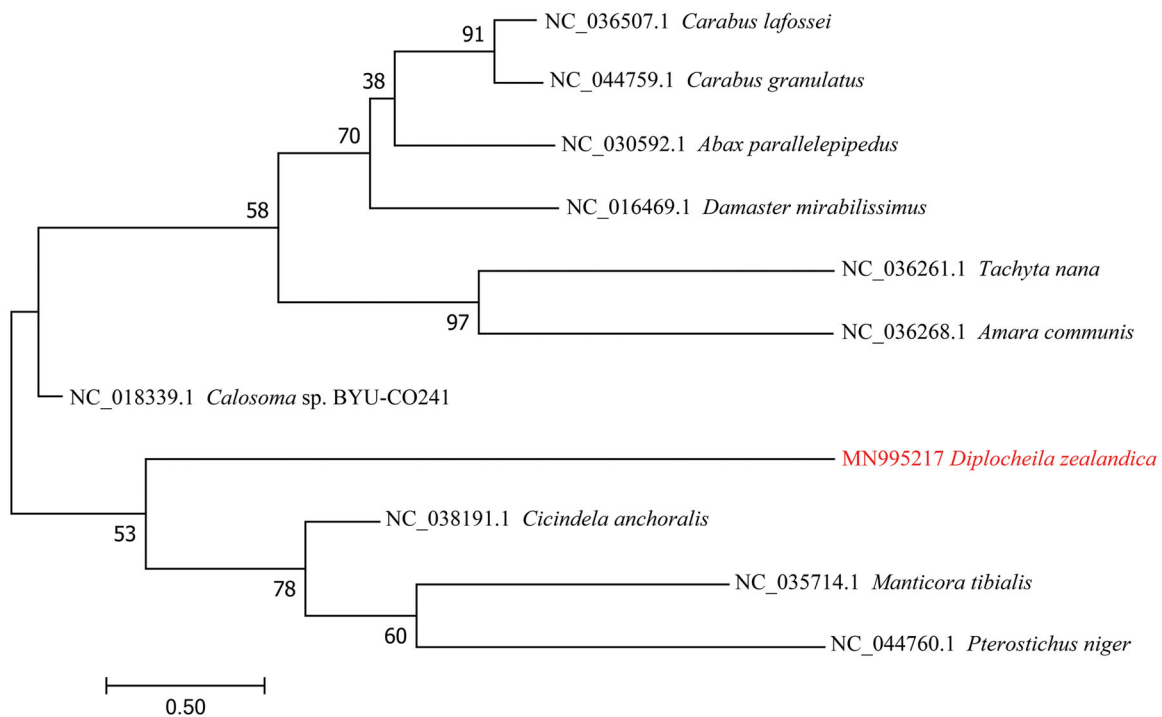 NC_036507.1 Carabus lafossei
91
NC_044759.1 Carabus granulatus
38
NC_030592.1 Abax parallelepipedus
70
NC_016469.1 Damaster mirabilissimus
58
NC_036261.1 Tachyta nana
97
NC_036268.1 Amara communis
NC_018339.1 Calosoma sp. BYU-CO241
MN995217 Diplocheila zealandica
53
NC_038191.1 Cicindela anchoralis
78
NC_035714.1 Manticora tibialis
60
NC_044760.1 Pterostichus niger
0.50